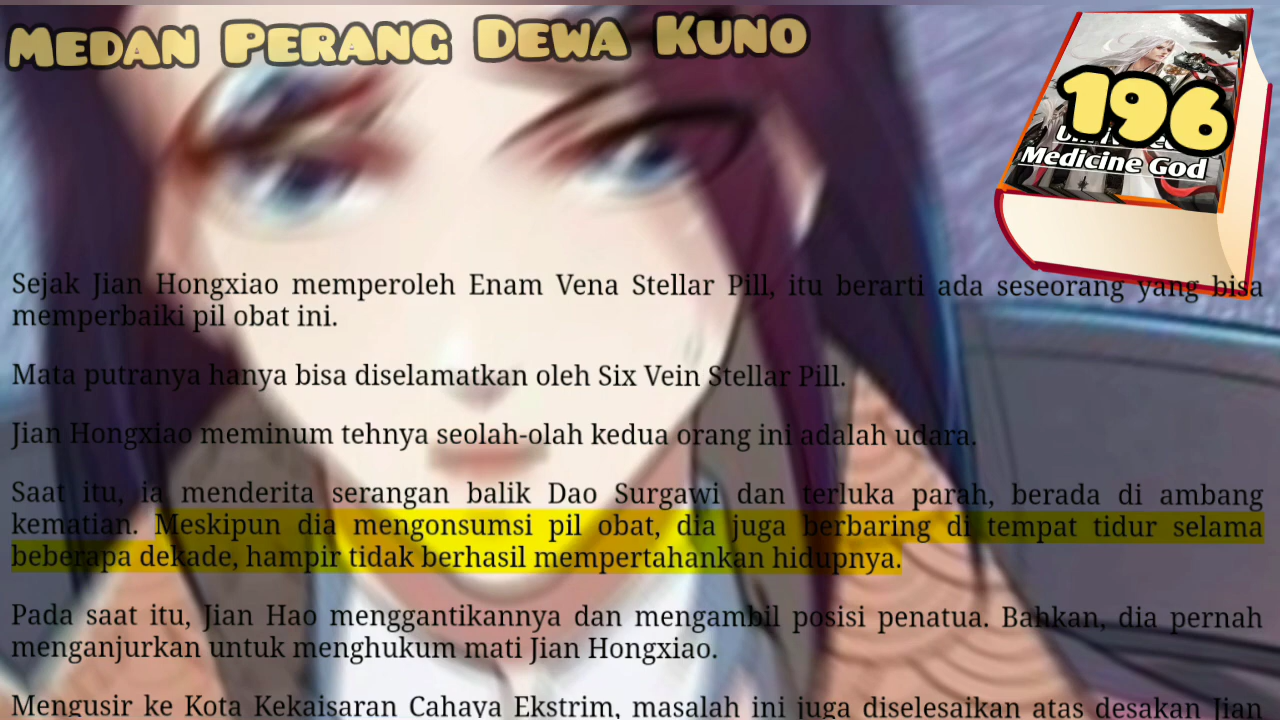 Medan Perang Dewa Kuno
196
Medicine God
Sejak Jian Hongxiao memperoleh Enam Vena Stellar Pill, itu berarti ada seseorang yang bisa
memperbaiki pil obat ini.
Mata putranya hanya bisa diselamatkan oleh Six Vein Stellar Pill.
Jian Hongxiao meminum tehnya seolah-olah kedua orang ini adalah udara.
Saat itu, ia menderita serangan balik Dao Surgawi dan terluka parah, berada di ambang
kematian. Meskipun dia mengonsumsi pil obat, dia juga berbaring di tempat tidur selama
beberapa dekade, hampir tidak berhasil mempertahankan hidupnya.
Pada saat itu, Jian Hao menggantikannya dan mengambil posisi penatua. Bahkan, dia pernah
menganjurkan untuk menghukum mati Jian Hongxiao.
Mengusir ke Kota Kekaisaran Cahaya Ekstrim, masalah ini juga diselesaikan atas desakan Jian